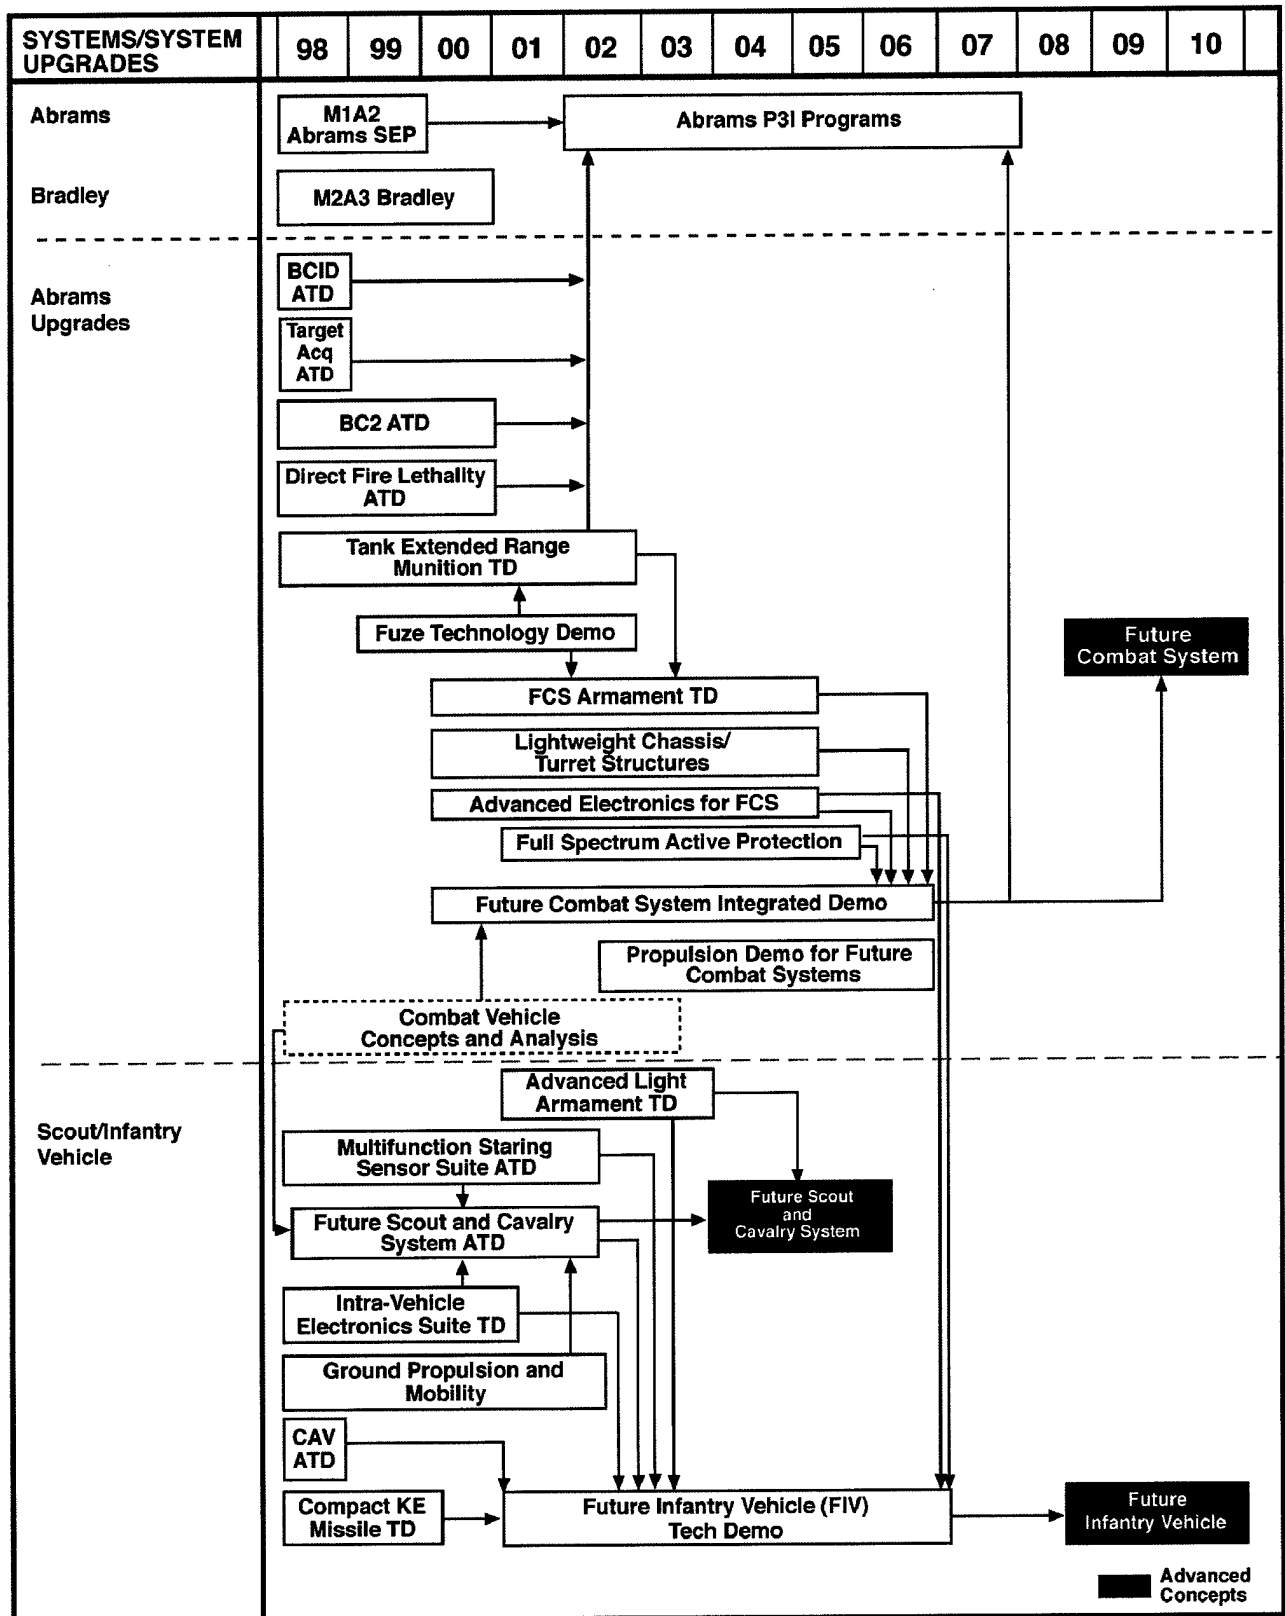 SYSTEMS/SYSTEM
UPGRADES
98 99 00 01 02 03 04 05 06 07 08 09 10
Abrams
M1A2
Abrams SEP
Abrams P3I Programs
Bradley
M2A3 Bradley
Abrams
Upgrades
BCID
ATD
Target
Acq
ATD
BC2 ATD
Direct Fire Lethality
ATD
Tank Extended Range
Munition TD
Fuze Technology Demo
Future
Combat System
FCS Armament TD
Lightweight Chassis/
Turret Structures
Advanced Electronics for FCS
Full Spectrum Active Protection
Future Combat System Integrated Demo
Propulsion Demo for Future
Combat Systems
Combat Vehicle
Concepts and Analysis
Scout/Infantry
Vehicle
Advanced Light
Armament TD
Multifunction Staring
Sensor Suite ATD
Future Scout and Cavalry
System ATD
Future Scout
and
Cavalry System
Intra-Vehicle
Electronics Suite TD
Ground Propulsion and
Mobility
CAV
ATD
Compact KE
Missile TD
Future Infantry Vehicle (FIV)
Tech Demo
Future
Infantry Vehicle
Advanced
Concepts